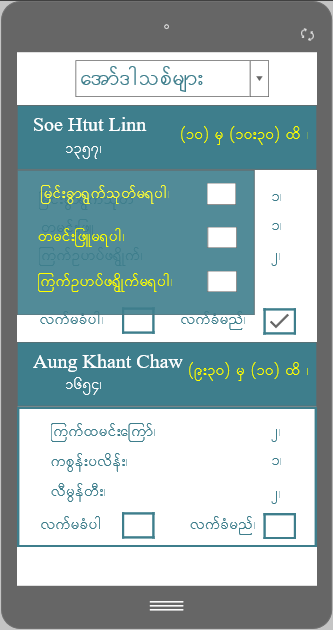 အော်ဒါသစ်များ
Soe Htut Linn
(၁၀) မှ (၁၀း၃၀) ထိ ၊
၁၃၅၇၊
မြင်းခွာရွက်သုတ်မရပါ၊
၁၊
တမင်းဖြူမရပါ၊
၁၊
၂၊
ကြက်ဥဟပ်ဖရိုက်မရပါ၊
လက်မခံပါ ၊
လက်ခံမည်၊
Aung Khant Chaw
(၉း၃၀) မှ (၁၀) ထိ ၊
၁၆၅၄၊
ကြက်ထမင်းကြော်၊ ၂၊
ကစွန်းပလိန်း၊ ၁၊
လီမွန်တီး၊ ၂၊
လက်မခံပါ
လက်ခံမည်၊